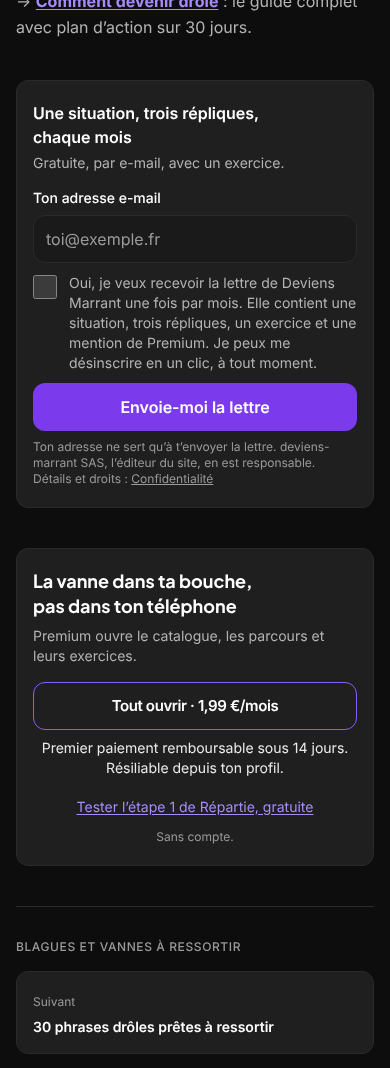 → Comment devenir drôle : le guide complet
avec plan d’action sur 30 jours.
Une situation, trois répliques,
chaque mois
Gratuite, par e-mail, avec un exercice.
Ton adresse e-mail
toi@exemple.fr
Oui, je veux recevoir la lettre de Deviens
Marrant une fois par mois. Elle contient une
situation, trois répliques, un exercice et une
mention de Premium. Je peux me
désinscrire en un clic, à tout moment.
Envoie-moi la lettre
Ton adresse ne sert qu’à t’envoyer la lettre. deviens-
marrant SAS, l’éditeur du site, en est responsable.
Détails et droits : Confidentialité
La vanne dans ta bouche,
pas dans ton téléphone
Premium ouvre le catalogue, les parcours et
leurs exercices.
Tout ouvrir · 1,99 €/mois
Premier paiement remboursable sous 14 jours.
Résiliable depuis ton profil.
Tester l’étape 1 de Répartie, gratuite
Sans compte.
BLAGUES ET VANNES À RESSORTIR
Suivant
30 phrases drôles prêtes à ressortir